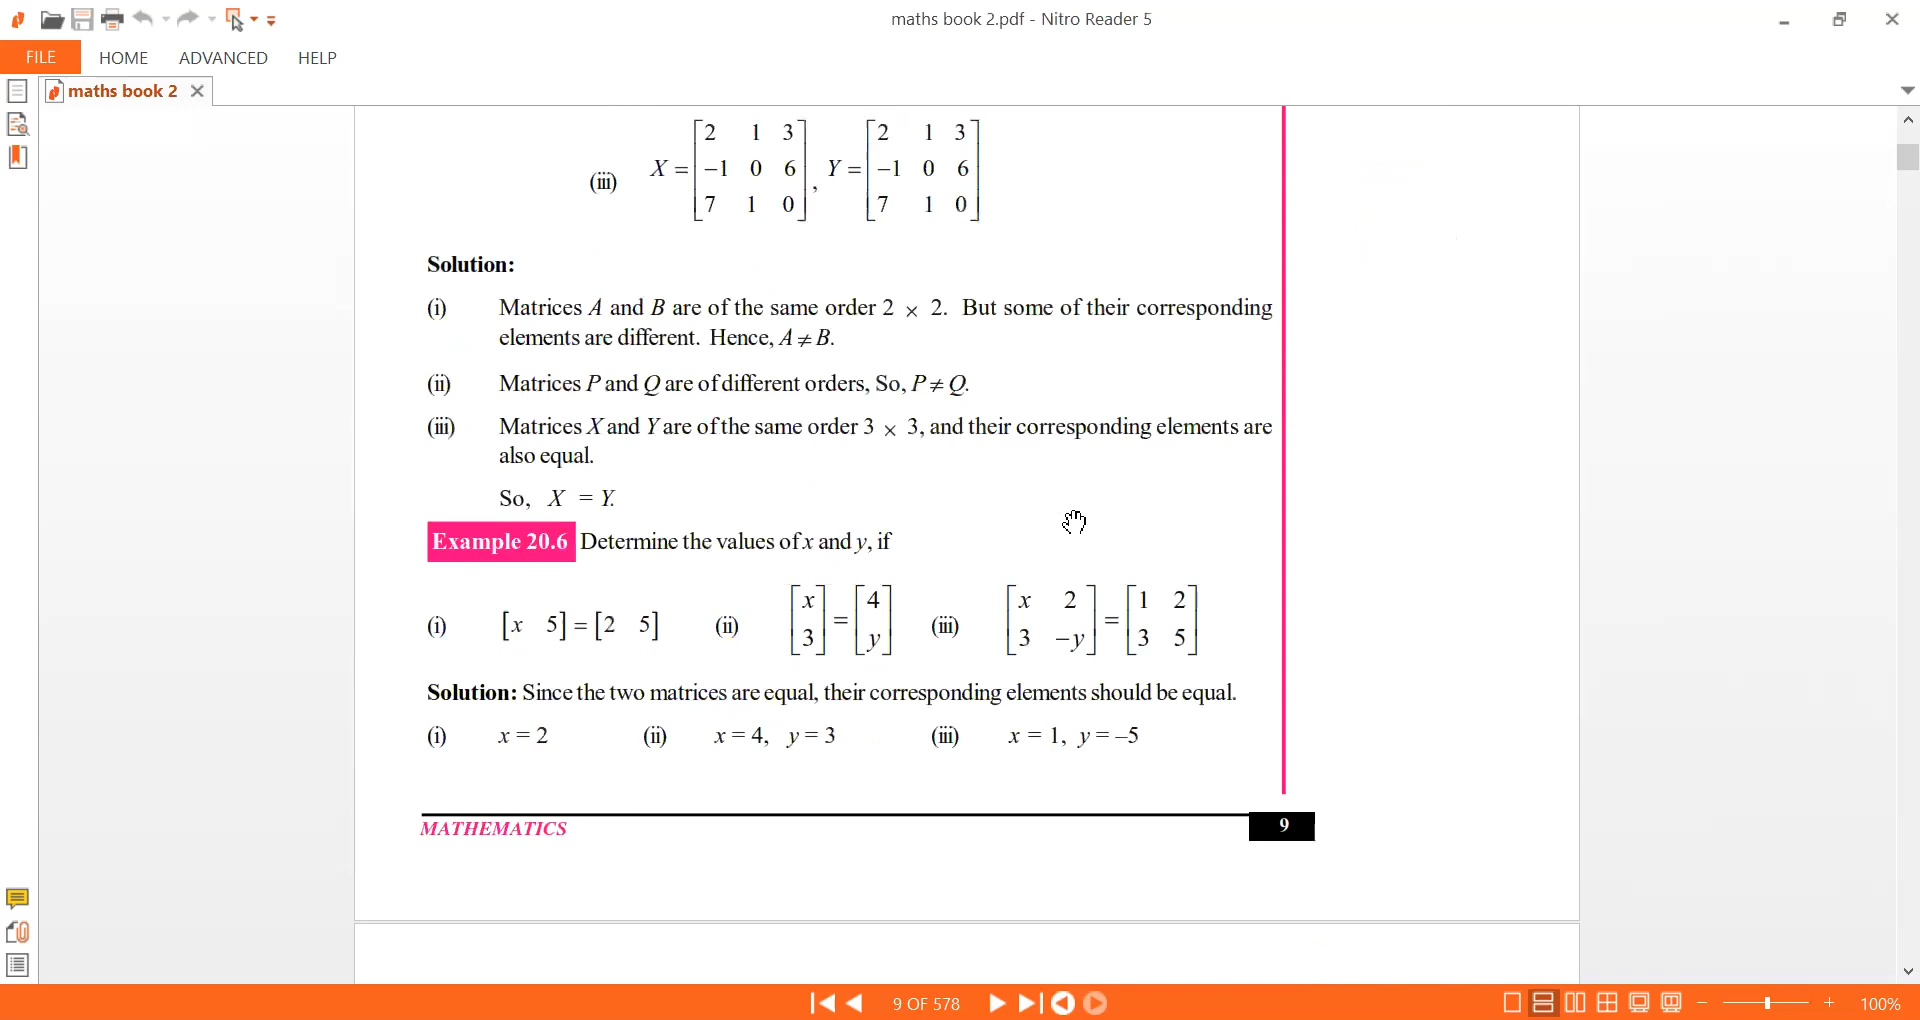 maths book 2.pdf - Nitro Reader 5
FILE HOME ADVANCED HELP
maths book 2
(iii) X = [2 1 3; −1 0 6; 7 1 0], Y = [2 1 3; −1 0 6; 7 1 0]
Solution:
(i) Matrices A and B are of the same order 2 × 2. But some of their corresponding
elements are different. Hence, A ≠ B.
(ii) Matrices P and Q are of different orders, So, P ≠ Q.
(iii) Matrices X and Y are of the same order 3 × 3, and their corresponding elements are
also equal.
So, X = Y.
Example 20.6 Determine the values of x and y, if
(i) [x 5] = [2 5] (ii) [x; 3] = [4; y] (iii) [x 2; 3 −y] = [1 2; 3 5]
Solution: Since the two matrices are equal, their corresponding elements should be equal.
(i) x = 2 (ii) x = 4, y = 3 (iii) x = 1, y = –5
MATHEMATICS 9
9 OF 578 100%